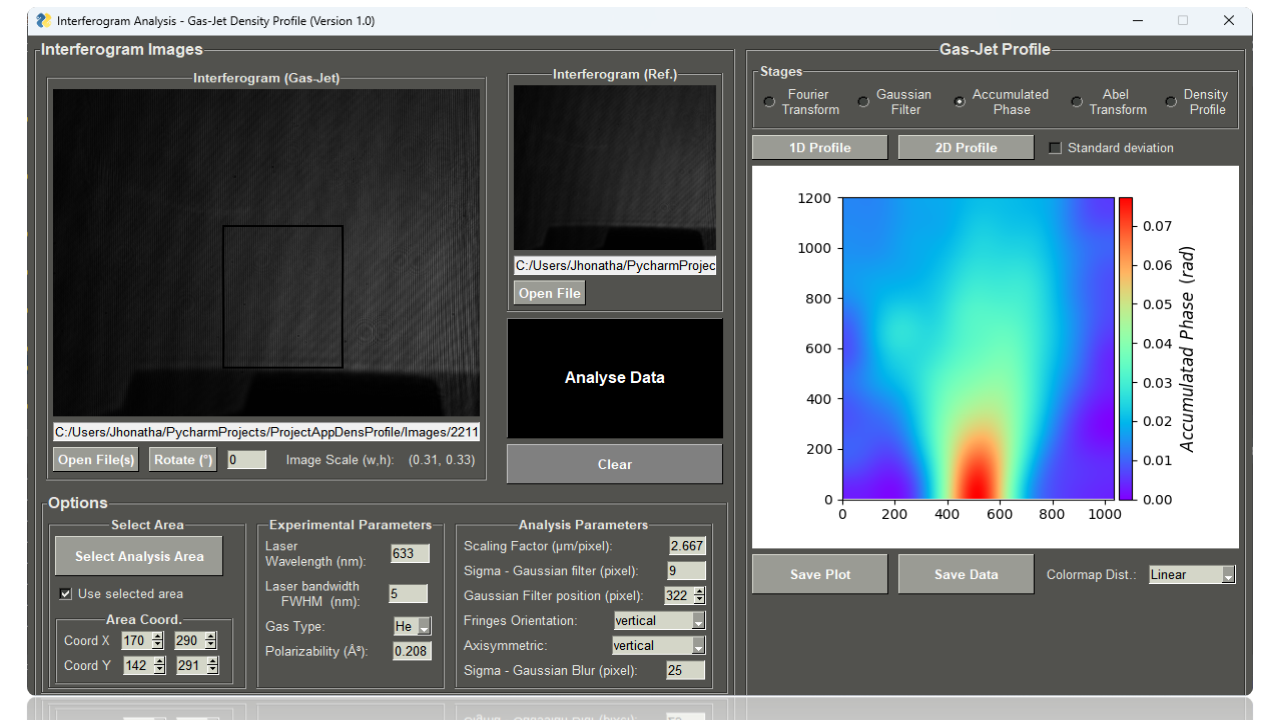 Interferogram Analysis - Gas-Jet Density Profile (Version 1.0)
Interferogram Images
Interferogram (Gas-Jet)
C:/Users/Jhonatha/PycharmProjects/ProjectAppDensProfile/Images/2211
Open File(s)
Rotate (°)
0
Image Scale (w,h): (0.31, 0.33)
Interferogram (Ref.)
C:/Users/Jhonatha/PycharmProjec
Open File
Analyse Data
Clear
Options
Select Area
Select Analysis Area
Use selected area
Area Coord.
Coord X 170 290
Coord Y 142 291
Experimental Parameters
Laser
Wavelength (nm): 633
Laser bandwidth
FWHM (nm): 5
Gas Type: He
Polarizability (Å³): 0.208
Analysis Parameters
Scaling Factor (µm/pixel): 2.667
Sigma - Gaussian filter (pixel): 9
Gaussian Filter position (pixel): 322
Fringes Orientation: vertical
Axisymmetric: vertical
Sigma - Gaussian Blur (pixel): 25
Gas-Jet Profile
Stages
Fourier
Transform
Gaussian
Filter
Accumulated
Phase
Abel
Transform
Density
Profile
1D Profile
2D Profile
Standard deviation
1200
1000
800
600
400
200
0
0 200 400 600 800 1000
0.07
0.06
0.05
0.04
0.03
0.02
0.01
0.00
Accumulatad Phase (rad)
Save Plot
Save Data
Colormap Dist.: Linear